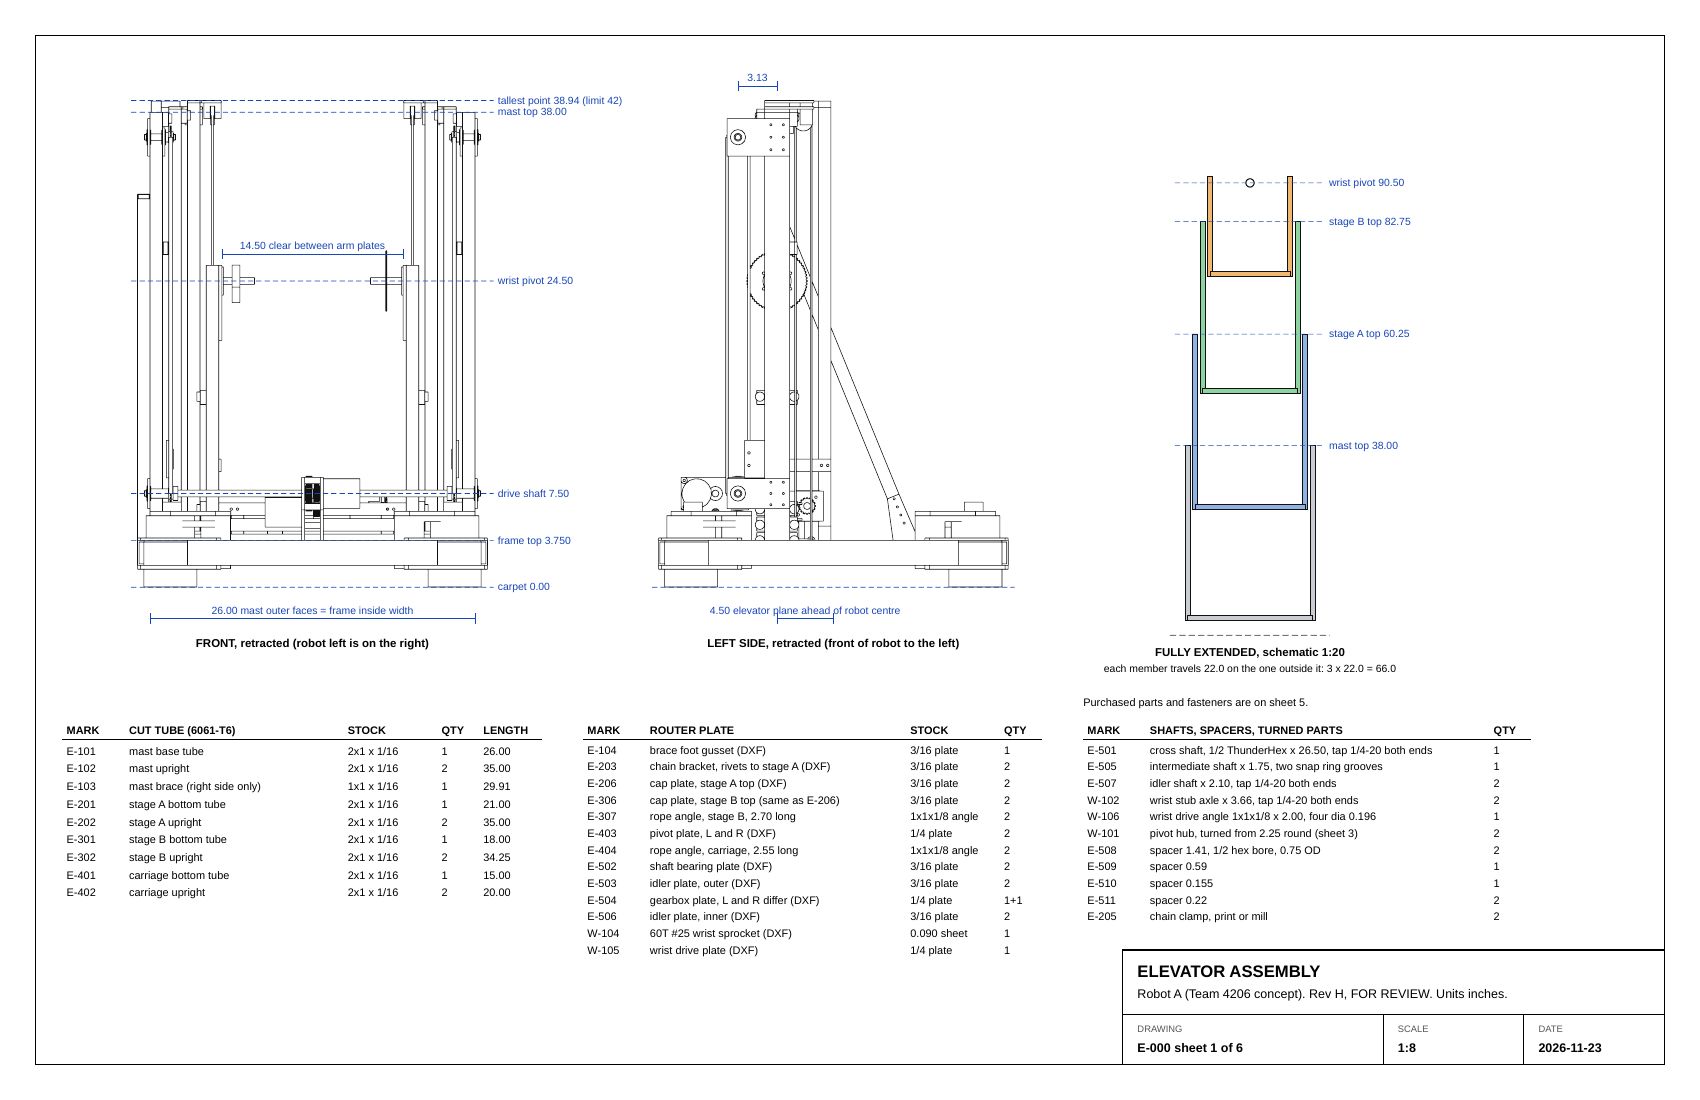 3.13
tallest point 38.94 (limit 42)
mast top 38.00
14.50 clear between arm plates
wrist pivot 24.50
drive shaft 7.50
frame top 3.750
carpet 0.00
26.00 mast outer faces = frame inside width
FRONT, retracted (robot left is on the right)
4.50 elevator plane ahead of robot centre
LEFT SIDE, retracted (front of robot to the left)
wrist pivot 90.50
stage B top 82.75
stage A top 60.25
mast top 38.00
FULLY EXTENDED, schematic 1:20
each member travels 22.0 on the one outside it: 3 x 22.0 = 66.0
Purchased parts and fasteners are on sheet 5.
MARK CUT TUBE (6061-T6) STOCK QTY LENGTH
E-101 mast base tube 2x1 x 1/16 1 26.00
E-102 mast upright 2x1 x 1/16 2 35.00
E-103 mast brace (right side only) 1x1 x 1/16 1 29.91
E-201 stage A bottom tube 2x1 x 1/16 1 21.00
E-202 stage A upright 2x1 x 1/16 2 35.00
E-301 stage B bottom tube 2x1 x 1/16 1 18.00
E-302 stage B upright 2x1 x 1/16 2 34.25
E-401 carriage bottom tube 2x1 x 1/16 1 15.00
E-402 carriage upright 2x1 x 1/16 2 20.00
MARK ROUTER PLATE STOCK QTY
E-104 brace foot gusset (DXF) 3/16 plate 1
E-203 chain bracket, rivets to stage A (DXF) 3/16 plate 2
E-206 cap plate, stage A top (DXF) 3/16 plate 2
E-306 cap plate, stage B top (same as E-206) 3/16 plate 2
E-307 rope angle, stage B, 2.70 long 1x1x1/8 angle 2
E-403 pivot plate, L and R (DXF) 1/4 plate 2
E-404 rope angle, carriage, 2.55 long 1x1x1/8 angle 2
E-502 shaft bearing plate (DXF) 3/16 plate 2
E-503 idler plate, outer (DXF) 3/16 plate 2
E-504 gearbox plate, L and R differ (DXF) 1/4 plate 1+1
E-506 idler plate, inner (DXF) 3/16 plate 2
W-104 60T #25 wrist sprocket (DXF) 0.090 sheet 1
W-105 wrist drive plate (DXF) 1/4 plate 1
MARK SHAFTS, SPACERS, TURNED PARTS QTY
E-501 cross shaft, 1/2 ThunderHex x 26.50, tap 1/4-20 both ends 1
E-505 intermediate shaft x 1.75, two snap ring grooves 1
E-507 idler shaft x 2.10, tap 1/4-20 both ends 2
W-102 wrist stub axle x 3.66, tap 1/4-20 both ends 2
W-106 wrist drive angle 1x1x1/8 x 2.00, four dia 0.196 1
W-101 pivot hub, turned from 2.25 round (sheet 3) 2
E-508 spacer 1.41, 1/2 hex bore, 0.75 OD 2
E-509 spacer 0.59 1
E-510 spacer 0.155 1
E-511 spacer 0.22 2
E-205 chain clamp, print or mill 2
ELEVATOR ASSEMBLY
Robot A (Team 4206 concept). Rev H, FOR REVIEW. Units inches.
DRAWING SCALE DATE
E-000 sheet 1 of 6 1:8 2026-11-23